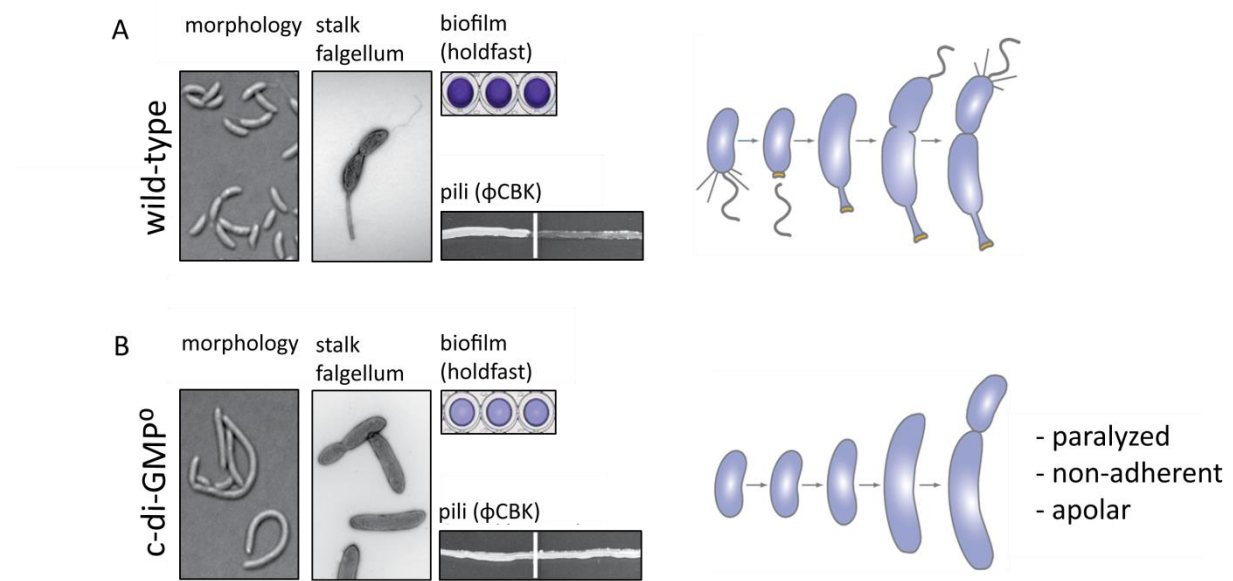 A
morphology
stalk
falgellum
biofilm
(holdfast)
wild-type
pili (ϕCBK)
B
morphology
stalk
falgellum
biofilm
(holdfast)
c-di-GMP⁰
pili (ϕCBK)
- paralyzed
- non-adherent
- apolar